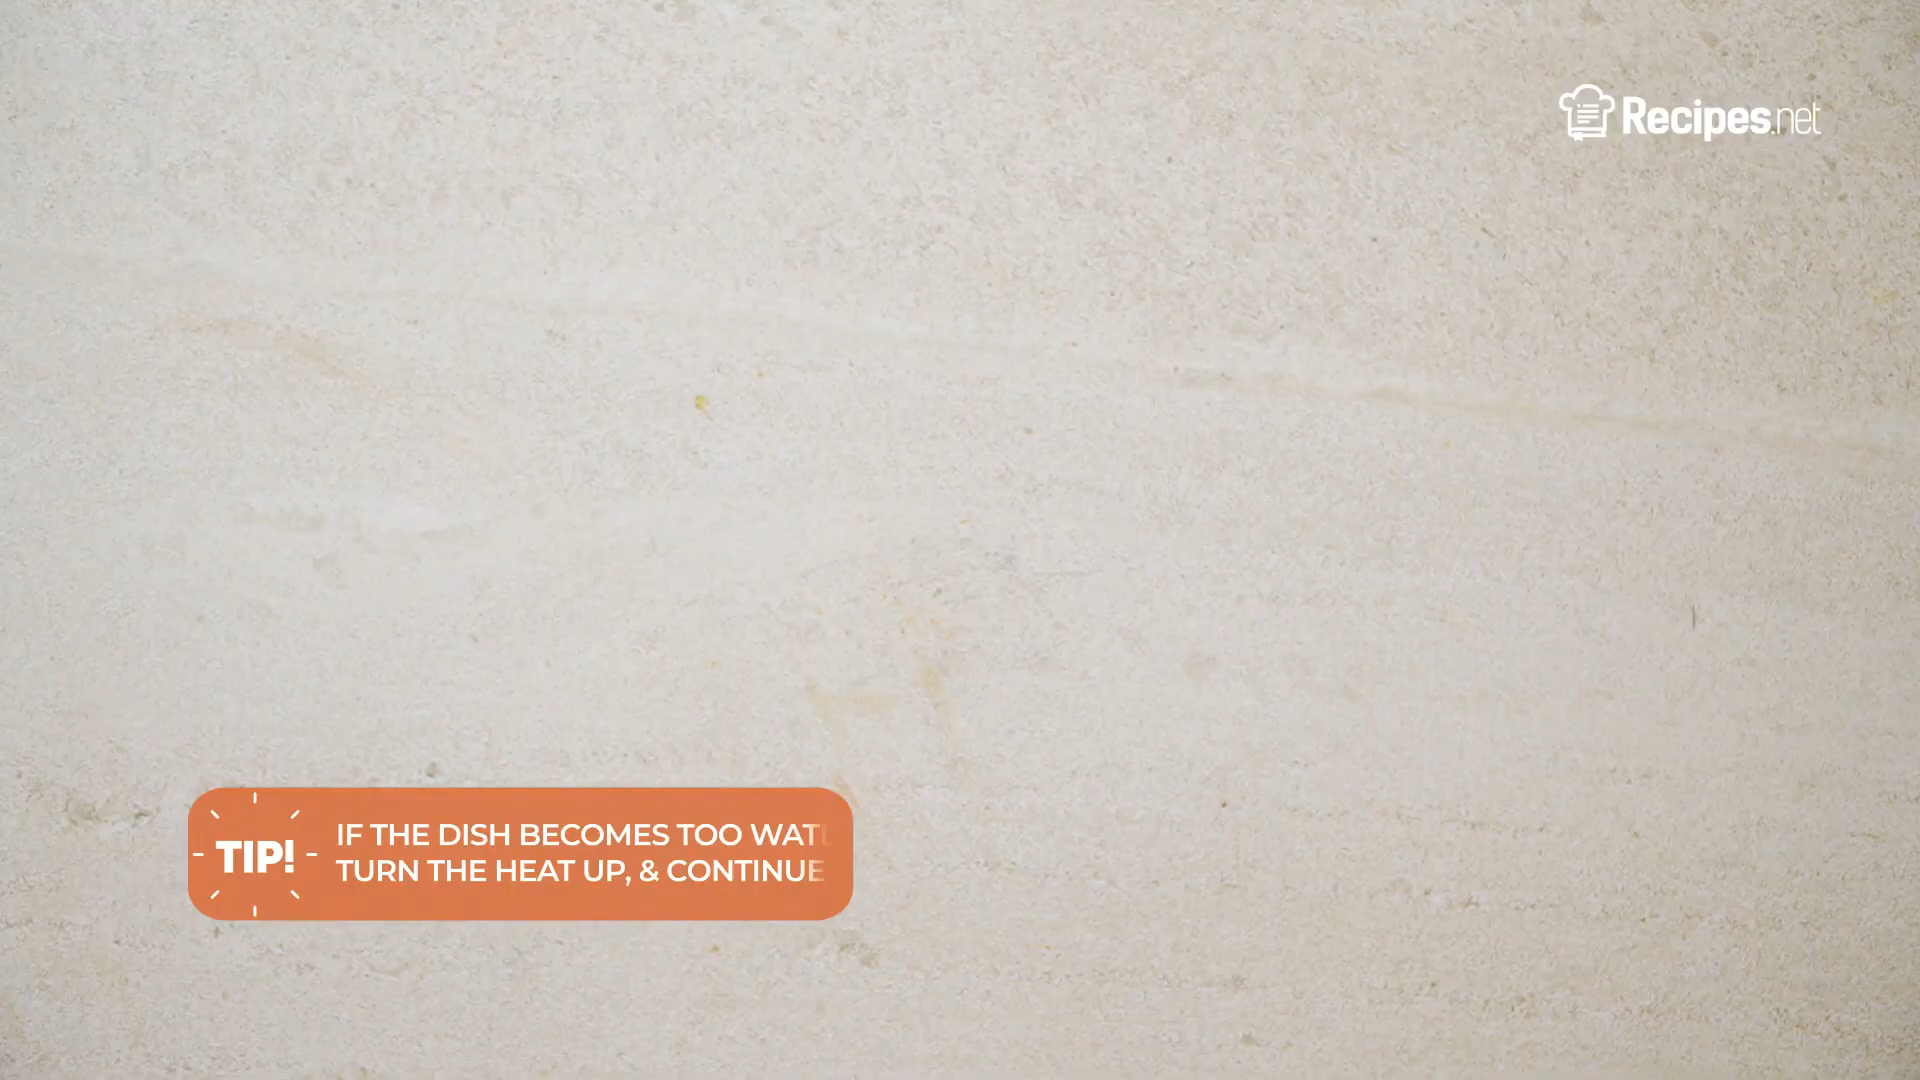 Recipes.net
TIP!
IF THE DISH BECOMES TOO
TURN THE HEAT UP, & CONTINUE